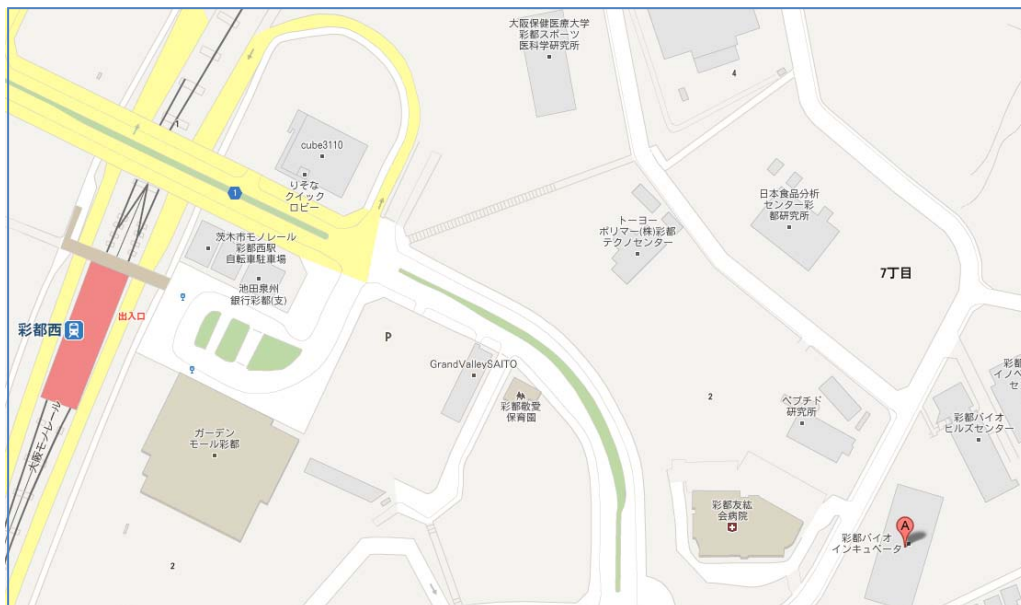 大阪保健医療大学
彩都スポーツ
医科学研究所
4
1
cube3110
りそな
クイック
ロビー
1
日本食品分析
センター彩
都研究所
トーヨー
ポリマー(株)彩都
テクノセンター
茨木市モノレール
彩都西駅
自転車駐車場
池田泉州
銀行彩都(支)
7丁目
出入口
彩都西
P
GrandValleySAITO
彩都敬愛
保育園
2
ペプチド
研究所
彩都
イノベ
セ
彩都バイオ
ヒルズセンター
大阪モノレール
ガーデン
モール彩都
彩都友紘
会病院
A
彩都バイオ
インキュベータ
2